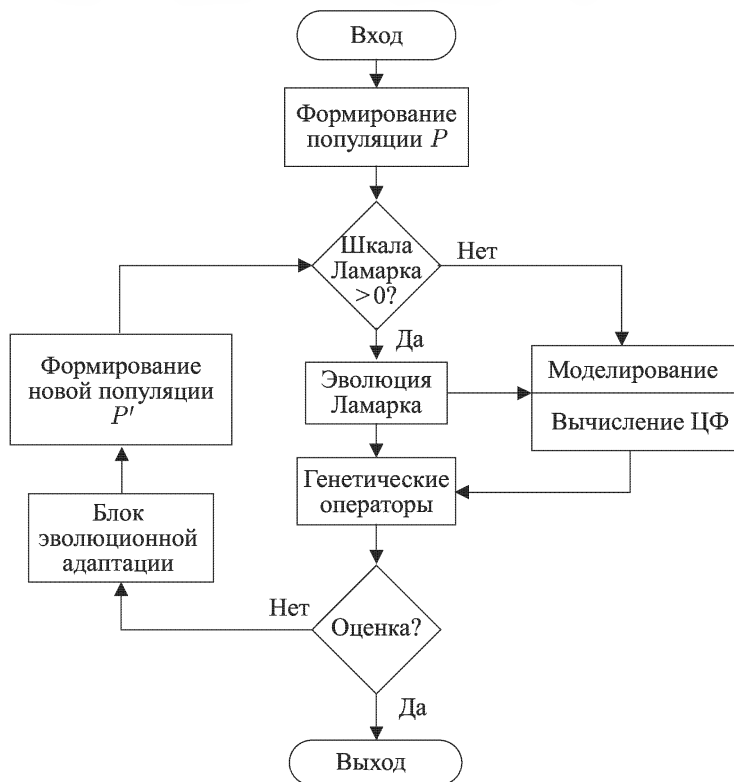 Вход
Формирование
популяции P
Шкала
Ламарка
>0?
Нет
Да
Формирование
новой популяции
P′
Эволюция
Ламарка
Моделирование
Вычисление ЦФ
Генетические
операторы
Блок
эволюционной
адаптации
Нет
Оценка?
Да
Выход